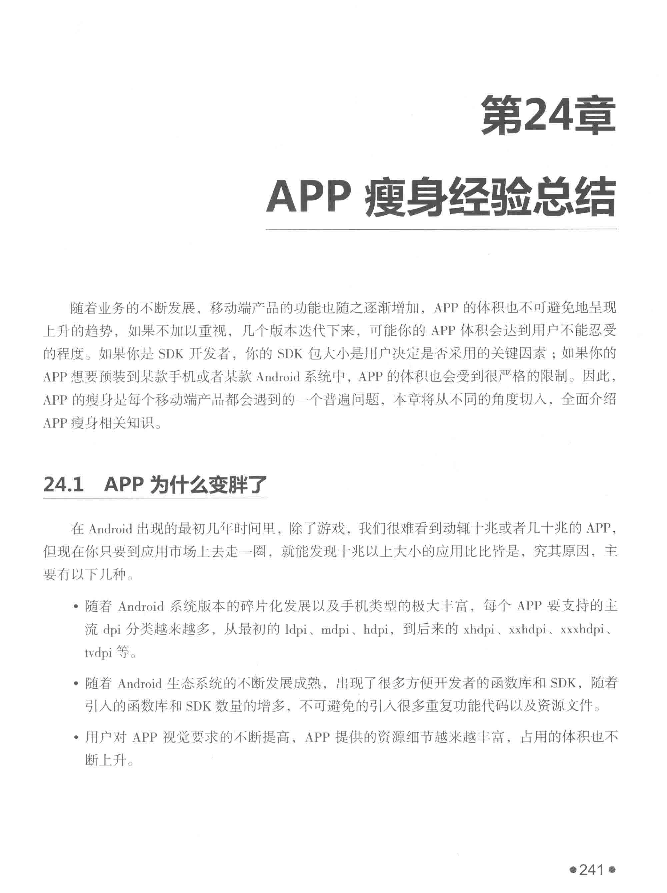 第24章
APP 瘦身经验总结
随着业务的不断发展，移动端产品的功能也随之逐渐增加，APP 的体积也不可避免地呈现
上升的趋势，如果不加以重视，几个版本迭代下来，可能你的 APP 体积会达到用户不能忍受
的程度。如果你是 SDK 开发者，你的 SDK 包大小是用户决定是否采用的关键因素；如果你的
APP 想要预装到某款手机或者某款 Android 系统中，APP 的体积也会受到很严格的限制。因此，
APP 的瘦身是每个移动端产品都会遇到的一个普遍问题，本章将从不同的角度切入，全面介绍
APP 瘦身相关知识。
24.1 APP 为什么变胖了
在 Android 出现的最初几年时间里，除了游戏，我们很难看到动辄十兆或者几十兆的 APP，
但现在你只要到应用市场上去走一圈，就能发现十兆以上大小的应用比比皆是，究其原因，主
要有以下几种。
• 随着 Android 系统版本的碎片化发展以及手机类型的极大丰富，每个 APP 要支持的主
流 dpi 分类越来越多，从最初的 ldpi、mdpi、hdpi，到后来的 xhdpi、xxhdpi、xxxhdpi、
tvdpi 等。
• 随着 Android 生态系统的不断发展成熟，出现了很多方便开发者的函数库和 SDK，随着
引入的函数库和 SDK 数量的增多，不可避免的引入很多重复功能代码以及资源文件。
• 用户对 APP 视觉要求的不断提高，APP 提供的资源细节越来越丰富，占用的体积也不
断上升。
●241●